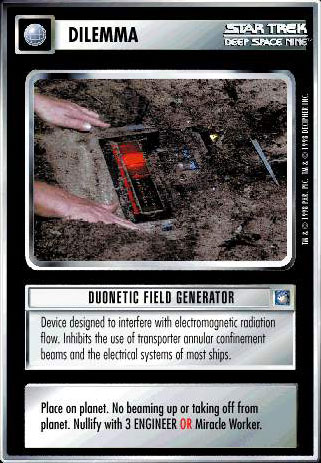 DILEMMA
STAR TREK
DEEP SPACE NINE
TM & © 1998 PAR. PIC. TM & © 1998 DECIPHER INC.
DUONETIC FIELD GENERATOR
Device designed to interfere with electromagnetic radiation
flow. Inhibits the use of transporter annular confinement
beams and the electrical systems of most ships.
Place on planet. No beaming up or taking off from
planet. Nullify with 3 ENGINEER OR Miracle Worker.